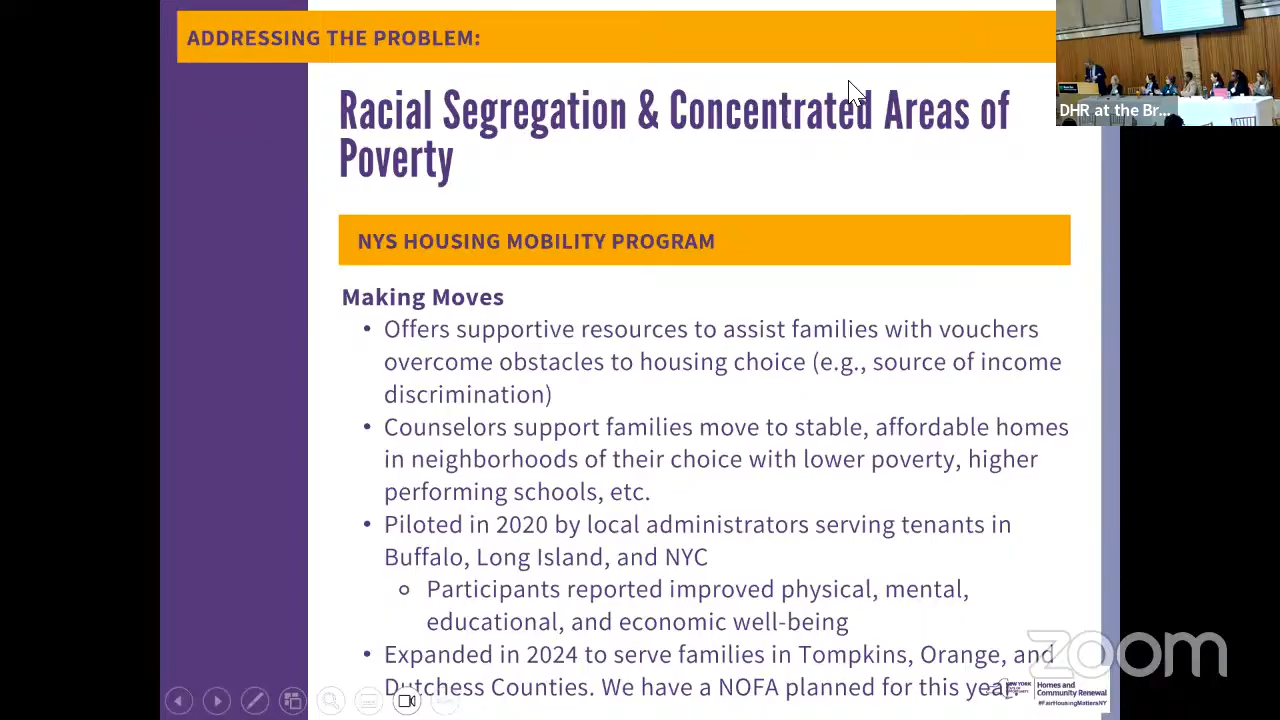 ADDRESSING THE PROBLEM:
DHR at the Br...
Racial Segregation & Concentrated Areas of
Poverty
NYS HOUSING MOBILITY PROGRAM
Making Moves
• Offers supportive resources to assist families with vouchers
overcome obstacles to housing choice (e.g., source of income
discrimination)
• Counselors support families move to stable, affordable homes
in neighborhoods of their choice with lower poverty, higher
performing schools, etc.
• Piloted in 2020 by local administrators serving tenants in
Buffalo, Long Island, and NYC
Participants reported improved physical, mental,
educational, and economic well-being
• Expanded in 2024 to serve families in Tompkins, Orange, and
Dutchess Counties. We have a NOFA planned for this year.
zoom
NEW YORK
Homes and
Community Renewal
#FairHousingMattersNY